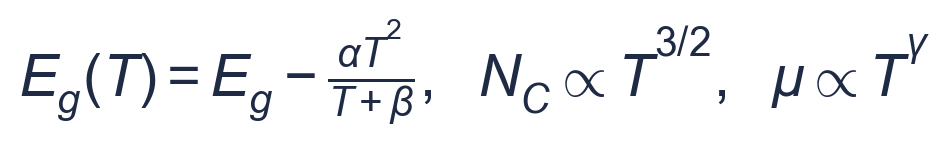 E_g(T) = E_g − αT²/(T + β), N_C ∝ T^{3/2}, μ ∝ T^γ